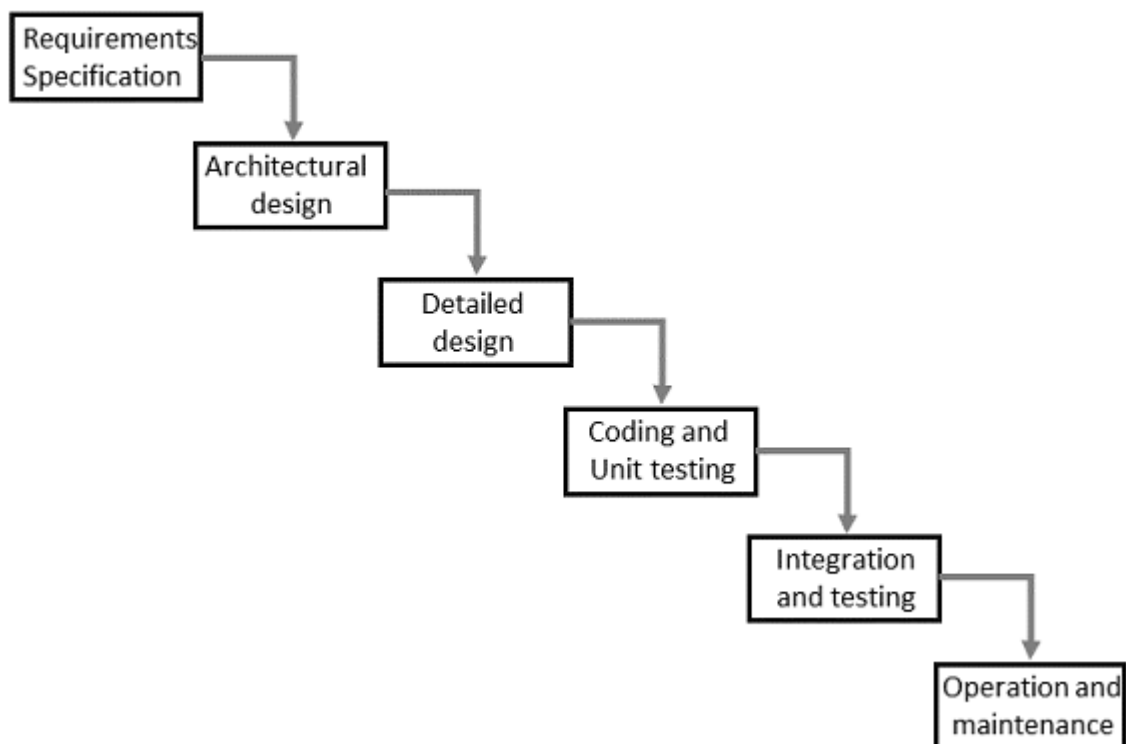 Requirements
Specification
Architectural
design
Detailed
design
Coding and
Unit testing
Integration
and testing
Operation and
maintenance